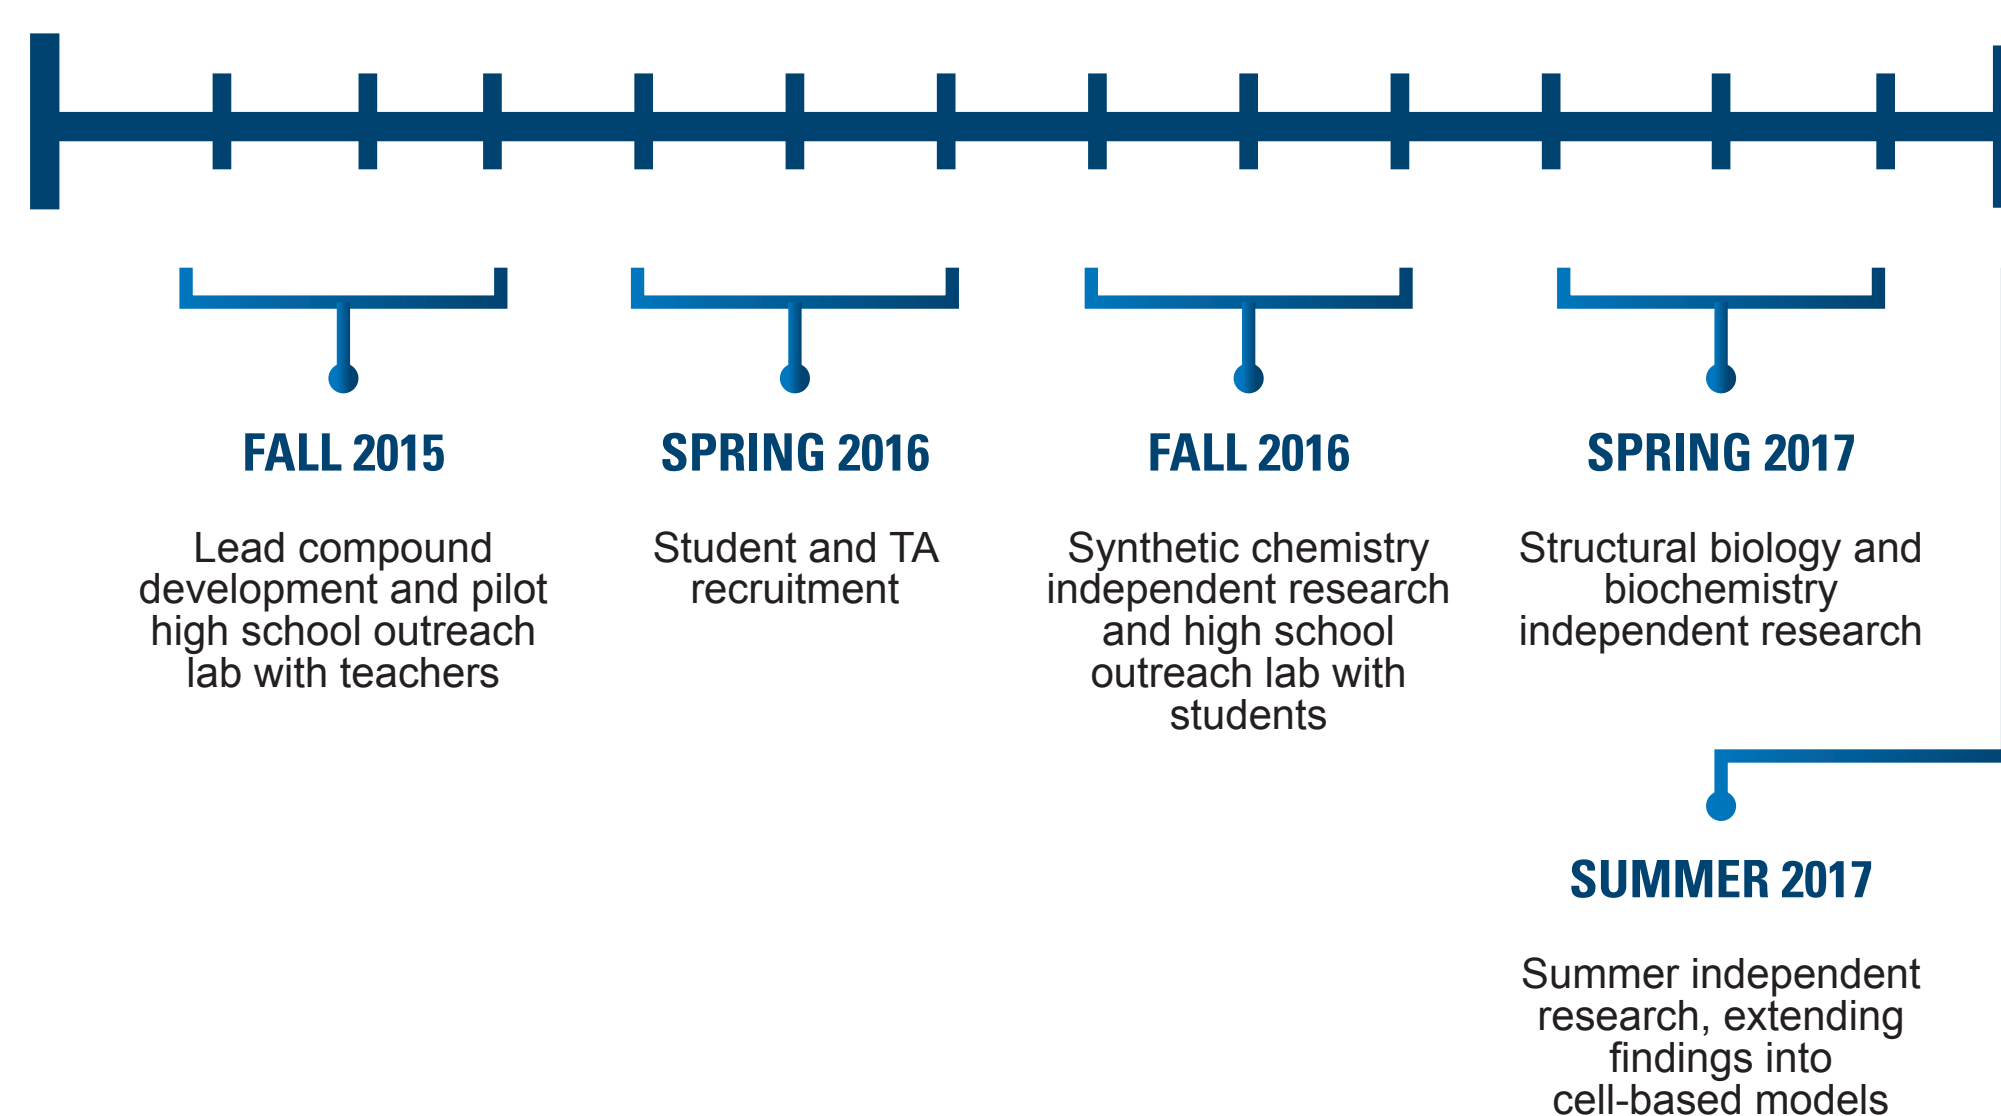 FALL 2015
Lead compound
development and pilot
high school outreach
lab with teachers
SPRING 2016
Student and TA
recruitment
FALL 2016
Synthetic chemistry
independent research
and high school
outreach lab with
students
SPRING 2017
Structural biology and
biochemistry
independent research
SUMMER 2017
Summer independent
research, extending
findings into
cell-based models